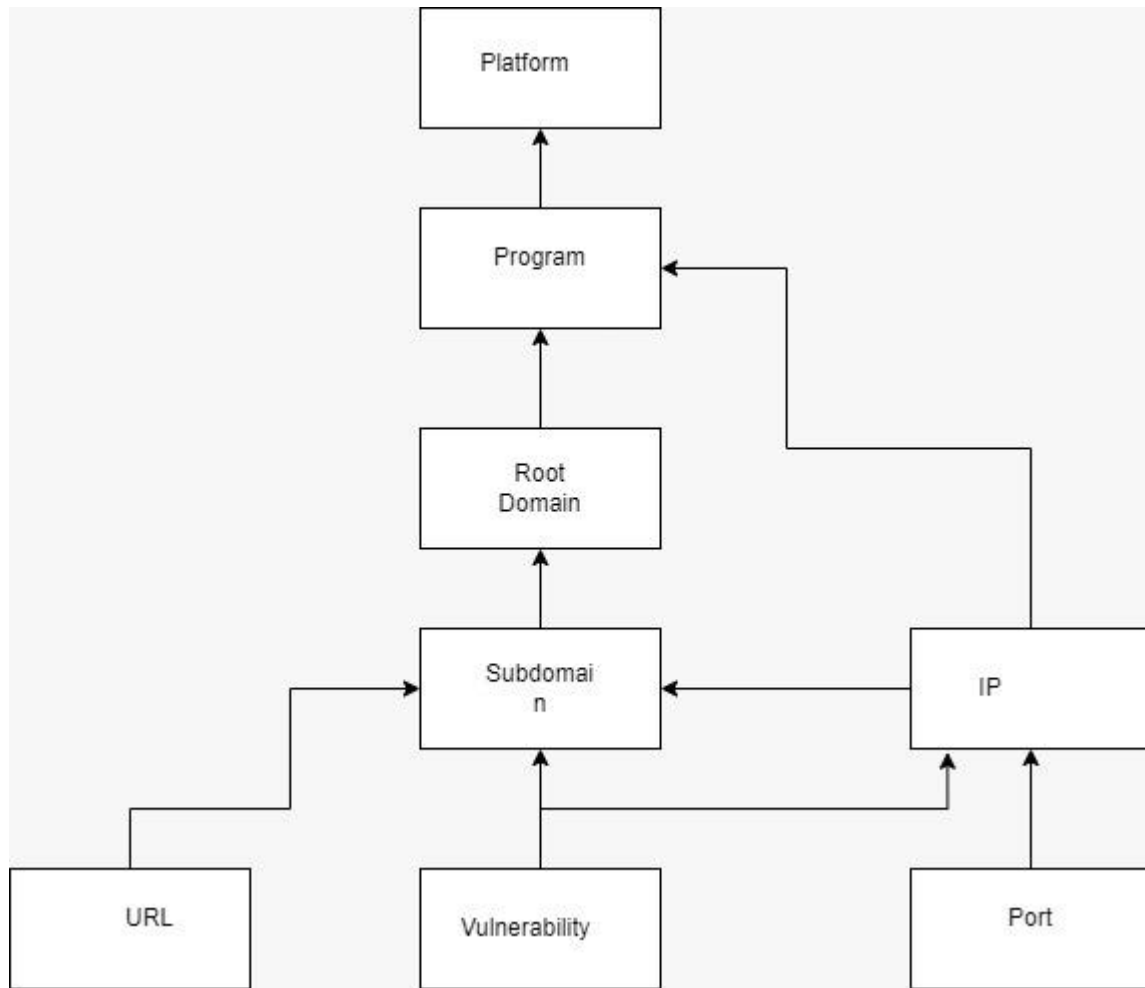 Platform
Program
Root
Domain
Subdomai
n
IP
URL
Vulnerability
Port